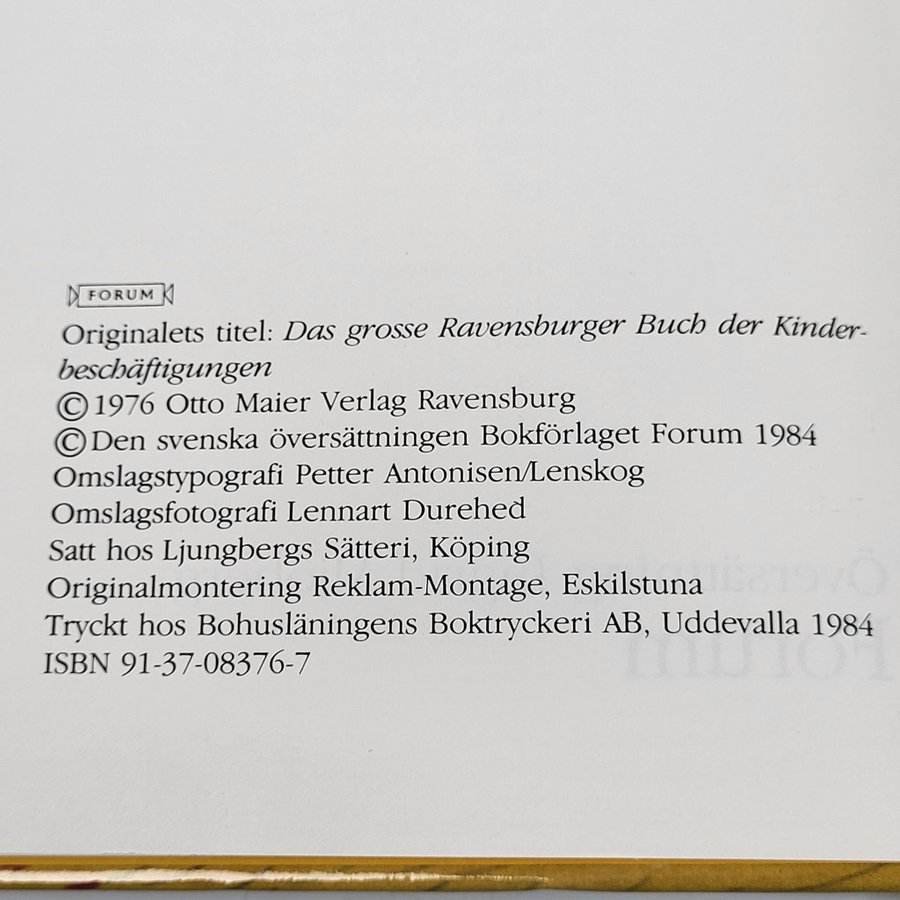 FORUM
Originalets titel: Das grosse Ravensburger Buch der Kinder-
beschäftigungen
©1976 Otto Maier Verlag Ravensburg
©Den svenska översättningen Bokförlaget Forum 1984
Omslagstypografi Petter Antonisen/Lenskog
Omslagsfotografi Lennart Durehed
Satt hos Ljungbergs Sätteri, Köping
Originalmontering Reklam-Montage, Eskilstuna
Tryckt hos Bohusläningens Boktryckeri AB, Uddevalla 1984
ISBN 91-37-08376-7